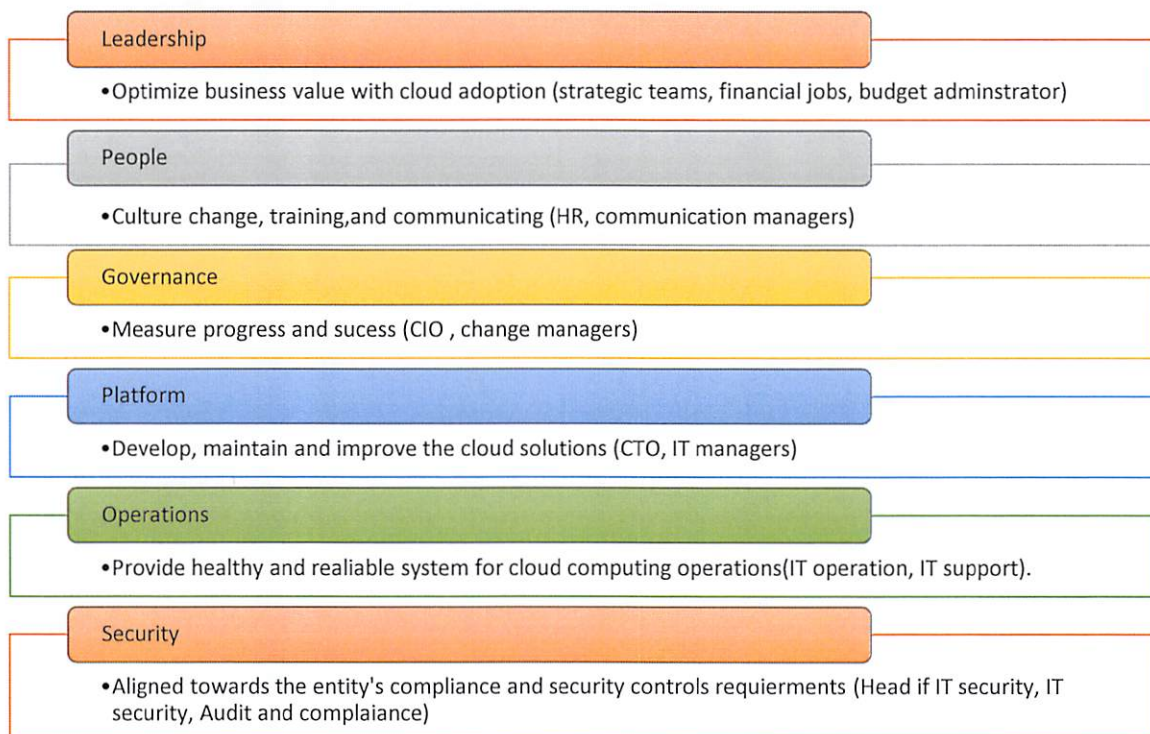 Leadership
•Optimize business value with cloud adoption (strategic teams, financial jobs, budget adminstrator)
People
•Culture change, training,and communicating (HR, communication managers)
Governance
•Measure progress and sucess (CIO , change managers)
Platform
•Develop, maintain and improve the cloud solutions (CTO, IT managers)
Operations
•Provide healthy and realiable system for cloud computing operations(IT operation, IT support).
Security
•Aligned towards the entity's compliance and security controls requierments (Head if IT security, IT
security, Audit and complaiance)